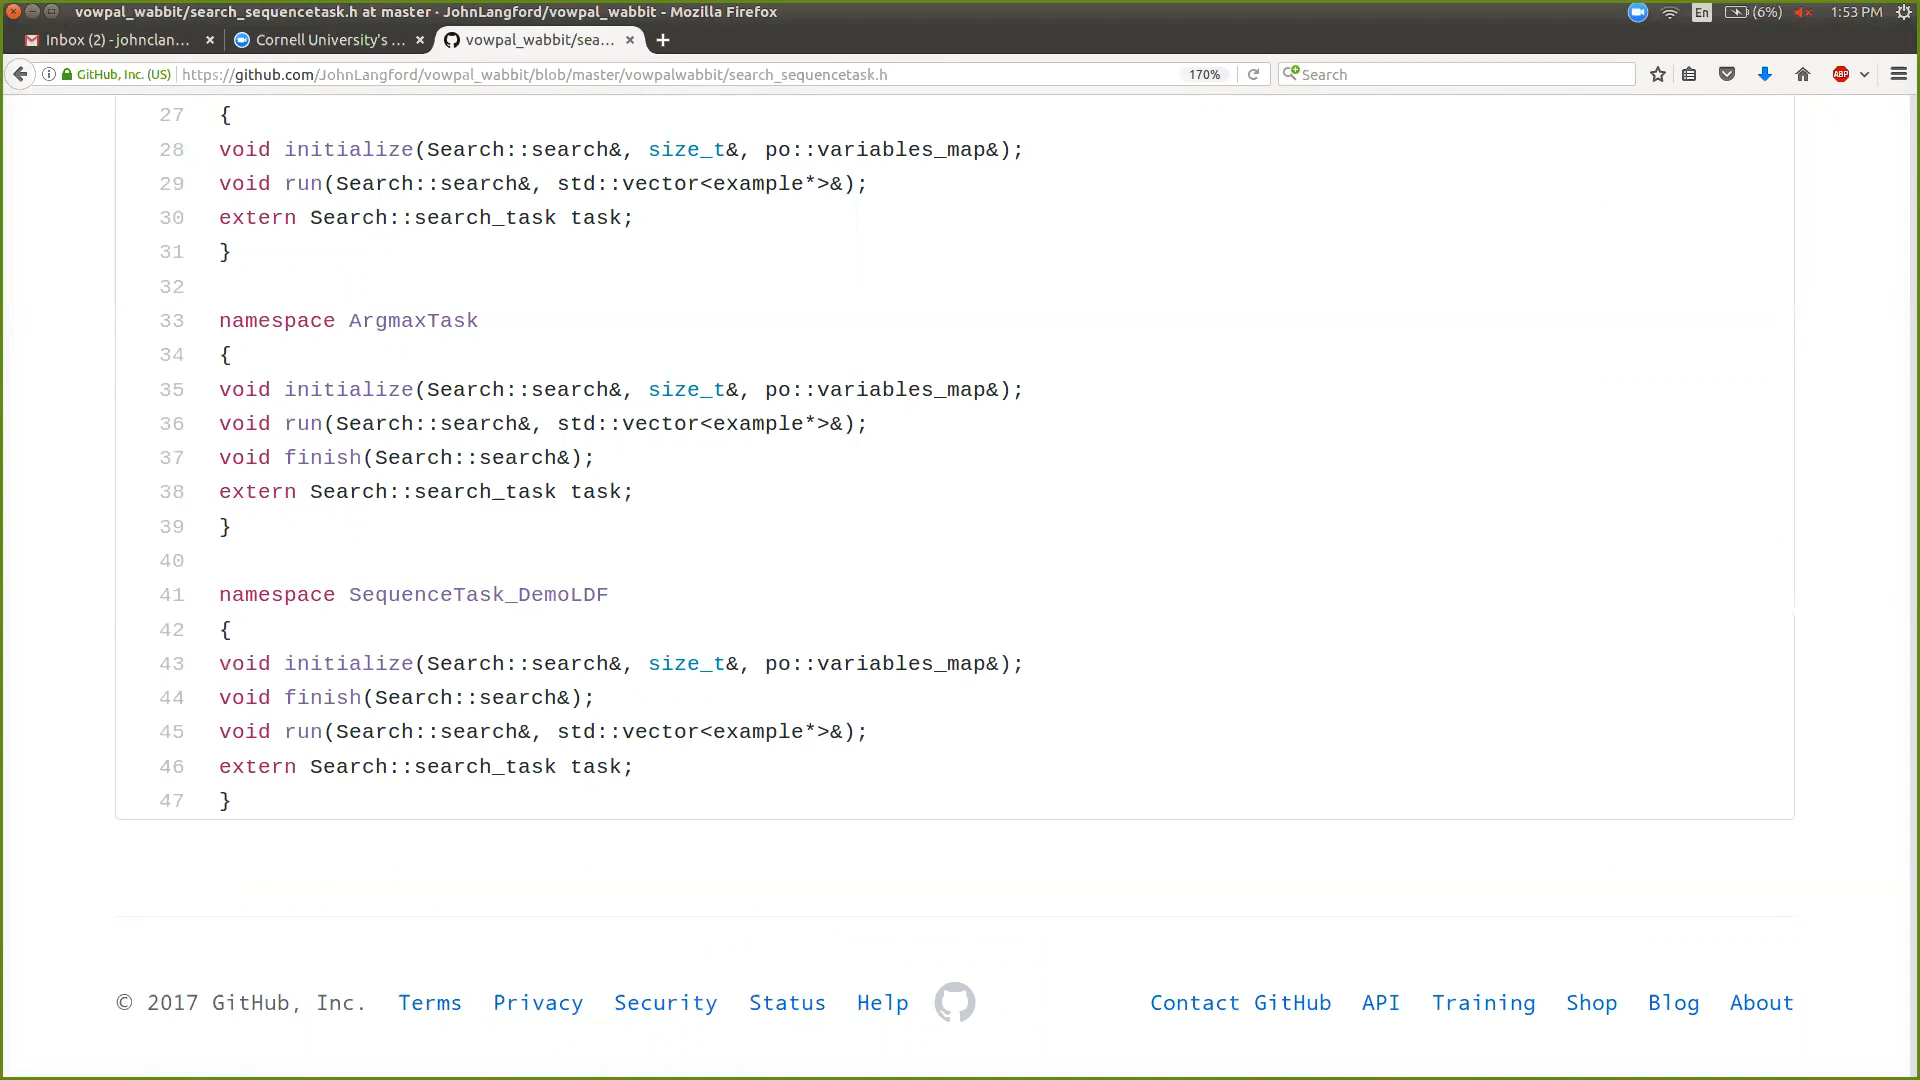 vowpal_wabbit/search_sequencetask.h at master · JohnLangford/vowpal_wabbit - Mozilla Firefox
En (6%) 1:53 PM
Inbox (2) - johnclan... × Cornell University's ... × vowpal_wabbit/sea... × +
GitHub, Inc. (US) https://github.com/JohnLangford/vowpal_wabbit/blob/master/vowpalwabbit/search_sequencetask.h 170% Search ABP
27 {
28 void initialize(Search::search&, size_t&, po::variables_map&);
29 void run(Search::search&, std::vector<example*>&);
30 extern Search::search_task task;
31 }
32
33 namespace ArgmaxTask
34 {
35 void initialize(Search::search&, size_t&, po::variables_map&);
36 void run(Search::search&, std::vector<example*>&);
37 void finish(Search::search&);
38 extern Search::search_task task;
39 }
40
41 namespace SequenceTask_DemoLDF
42 {
43 void initialize(Search::search&, size_t&, po::variables_map&);
44 void finish(Search::search&);
45 void run(Search::search&, std::vector<example*>&);
46 extern Search::search_task task;
47 }
© 2017 GitHub, Inc. Terms Privacy Security Status Help Contact GitHub API Training Shop Blog About